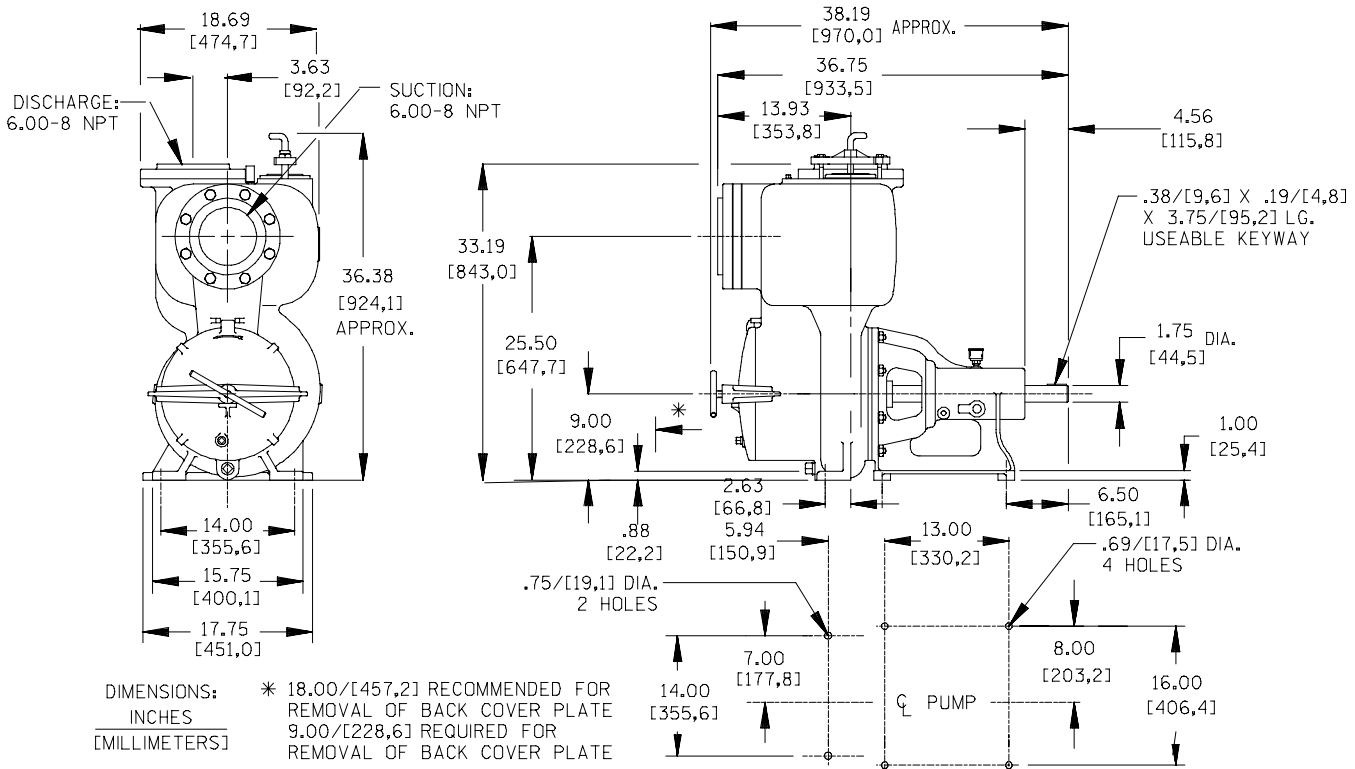 18.69
[474,7]
3.63
[92,2]
DISCHARGE:
6.00-8 NPT
SUCTION:
6.00-8 NPT
36.38
[924,1]
APPROX.
14.00
[355,6]
15.75
[400,1]
17.75
[451,0]
38.19
[970,0] APPROX.
36.75
[933,5]
13.93
[353,8]
4.56
[115,8]
.38/[9,6] X .19/[4,8]
X 3.75/[95,2] LG.
USEABLE KEYWAY
33.19
[843,0]
25.50
[647,7]
1.75 DIA.
[44,5]
*
9.00
[228,6]
1.00
[25,4]
2.63
[66,8]
.88
[22,2]
6.50
[165,1]
5.94
[150,9]
13.00
[330,2]
.69/[17,5] DIA.
4 HOLES
.75/[19,1] DIA.
2 HOLES
7.00
[177,8]
14.00
[355,6]
8.00
[203,2]
16.00
[406,4]
℄ PUMP
DIMENSIONS:
INCHES
[MILLIMETERS]
* 18.00/[457,2] RECOMMENDED FOR
REMOVAL OF BACK COVER PLATE
9.00/[228,6] REQUIRED FOR
REMOVAL OF BACK COVER PLATE